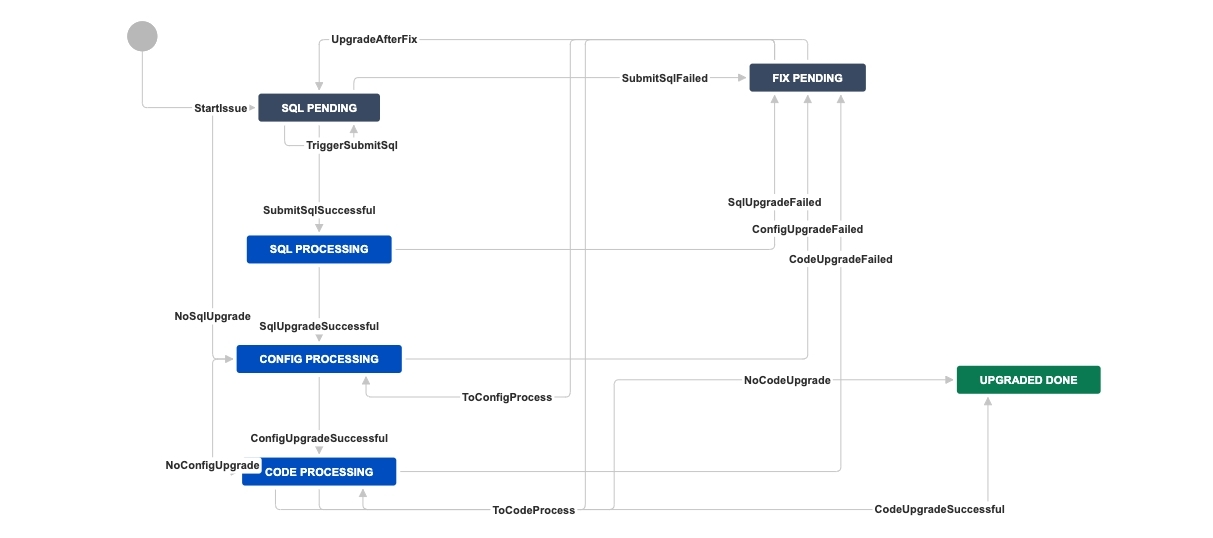 UpgradeAfterFix
SubmitSqlFailed
FIX PENDING
StartIssue
SQL PENDING
TriggerSubmitSql
SqlUpgradeFailed
SubmitSqlSuccessful
ConfigUpgradeFailed
SQL PROCESSING
CodeUpgradeFailed
NoSqlUpgrade
SqlUpgradeSuccessful
CONFIG PROCESSING
NoCodeUpgrade
UPGRADED DONE
ToConfigProcess
ConfigUpgradeSuccessful
NoConfigUpgrade
CODE PROCESSING
ToCodeProcess
CodeUpgradeSuccessful